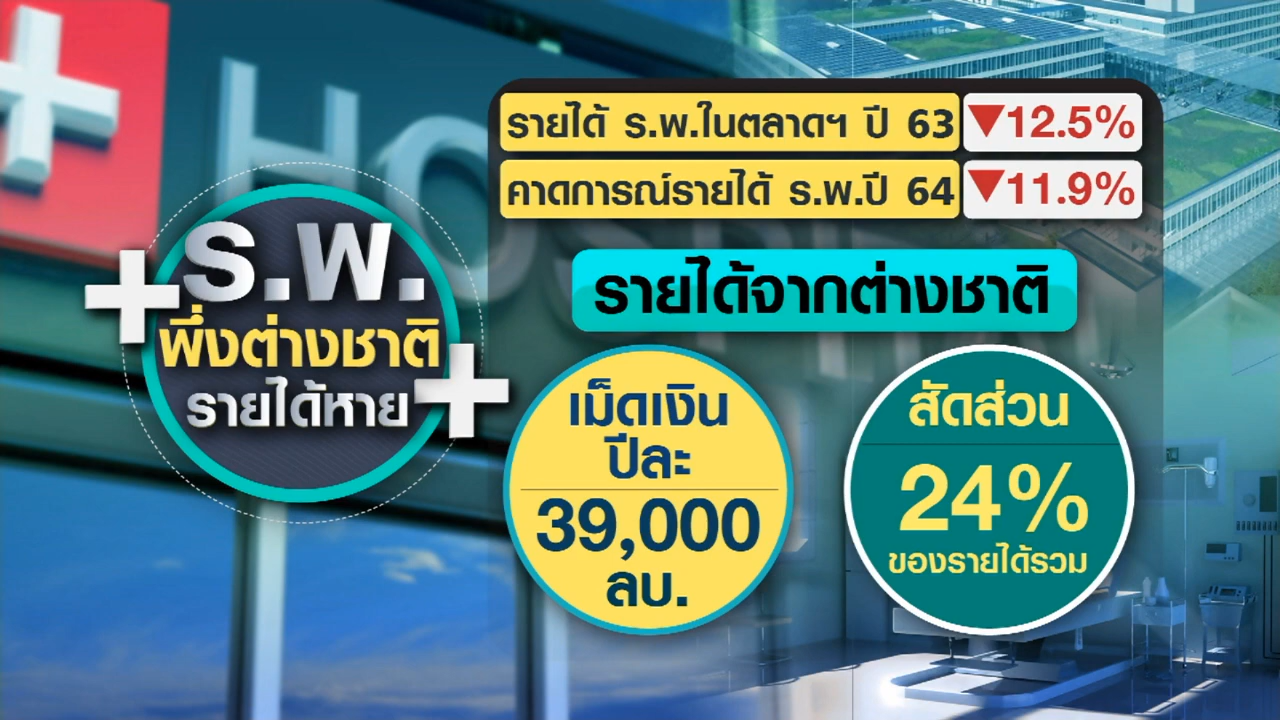 HOSPIT
ร.พ.
พึ่งต่างชาติ
รายได้หาย
รายได้ ร.พ.ในตลาดฯ ปี 63 ▼12.5%
คาดการณ์รายได้ ร.พ.ปี 64 ▼11.9%
รายได้จากต่างชาติ
เม็ดเงิน
ปีละ
39,000
ลบ.
สัดส่วน
24%
ของรายได้รวม